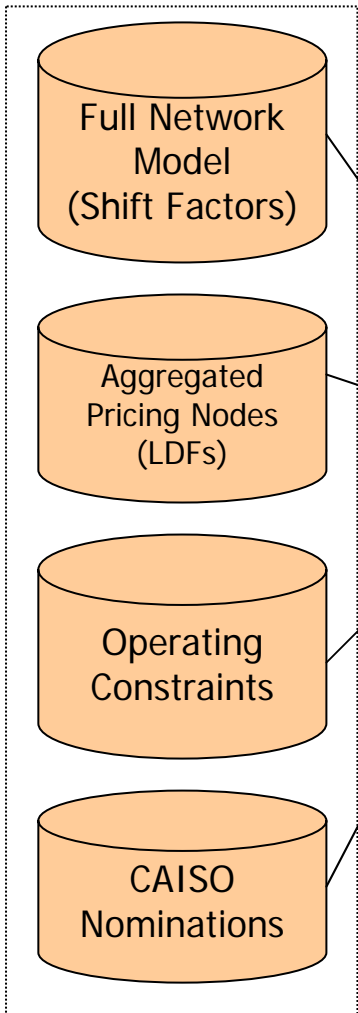 Full Network
Model
(Shift Factors)
Aggregated
Pricing Nodes
(LDFs)
Operating
Constraints
CAISO
Nominations